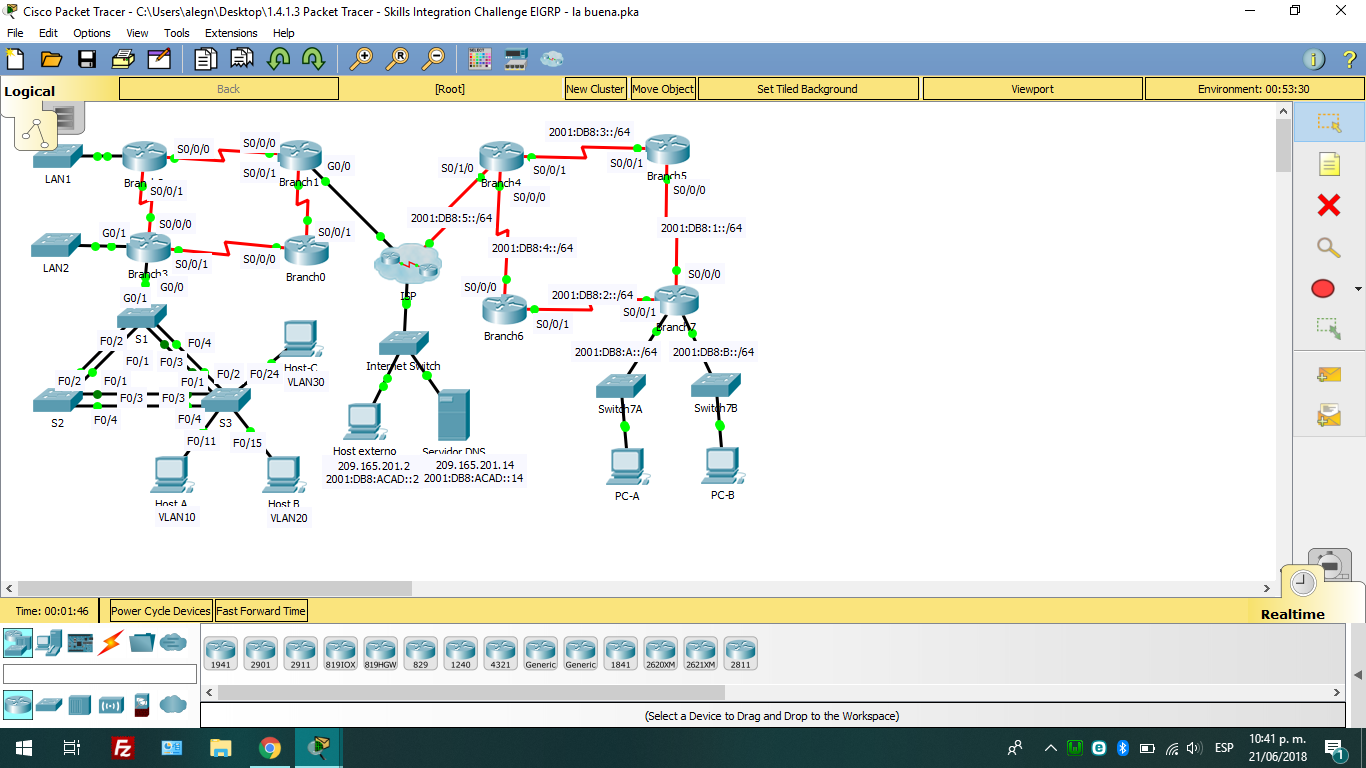 Cisco Packet Tracer - C:\Users\alegn\Desktop\1.4.1.3 Packet Tracer - Skills Integration Challenge EIGRP - la buena.pka
File Edit Options View Tools Extensions Help
Logical
Back
[Root]
New Cluster
Move Object
Set Tiled Background
Viewport
Environment: 00:53:30
2001:DB8:3::/64
S0/0/0
S0/0/0
S0/0/1
G0/0
S0/1/0
S0/0/1
S0/0/1
LAN1
Branch1
Branch4
Branch5
S0/0/1
S0/0/0
S0/0/0
2001:DB8:5::/64
S0/0/0
2001:DB8:1::/64
G0/1
S0/0/1
2001:DB8:4::/64
LAN2
Branch3
S0/0/1
S0/0/0
Branch0
S0/0/0
G0/0
G0/1
ISP
S0/0/0
2001:DB8:2::/64
S0/0/1
S0/0/1
Branch6
Branch7
S1
F0/2
F0/4
F0/1
F0/3
2001:DB8:A::/64
2001:DB8:B::/64
Internet Switch
Host-C
VLAN30
F0/2
F0/1
F0/1
F0/2
F0/24
F0/3
F0/3
F0/4
F0/4
S2
S3
Switch7A
Switch7B
F0/11
F0/15
Host externo
Servidor DNS
209.165.201.2
209.165.201.14
2001:DB8:ACAD::2
2001:DB8:ACAD::14
PC-A
PC-B
Host A
Host B
VLAN10
VLAN20
Time: 00:01:46
Power Cycle Devices
Fast Forward Time
Realtime
1941
2901
2911
819IOX
819HGW
829
1240
4321
Generic
Generic
1841
2620XM
2621XM
2811
(Select a Device to Drag and Drop to the Workspace)
ESP
10:41 p. m.
21/06/2018
1